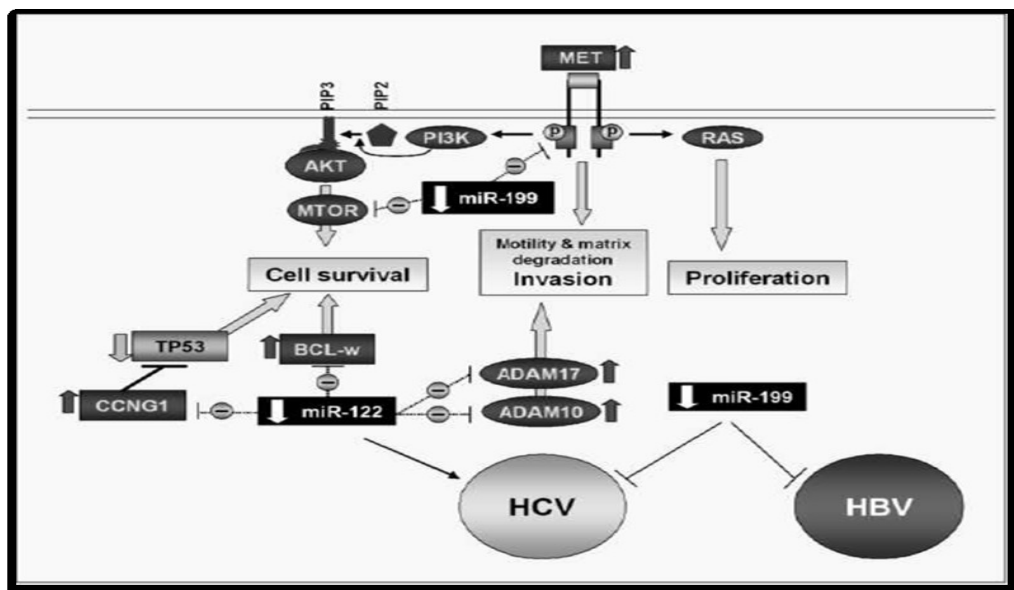 MET
PIP3
PIP2
P
P
PI3K
RAS
AKT
miR-199
MTOR
Motility & matrix
degradation
Invasion
Cell survival
Proliferation
TP53
BCL-w
ADAM17
miR-199
CCNG1
miR-122
ADAM10
HCV
HBV